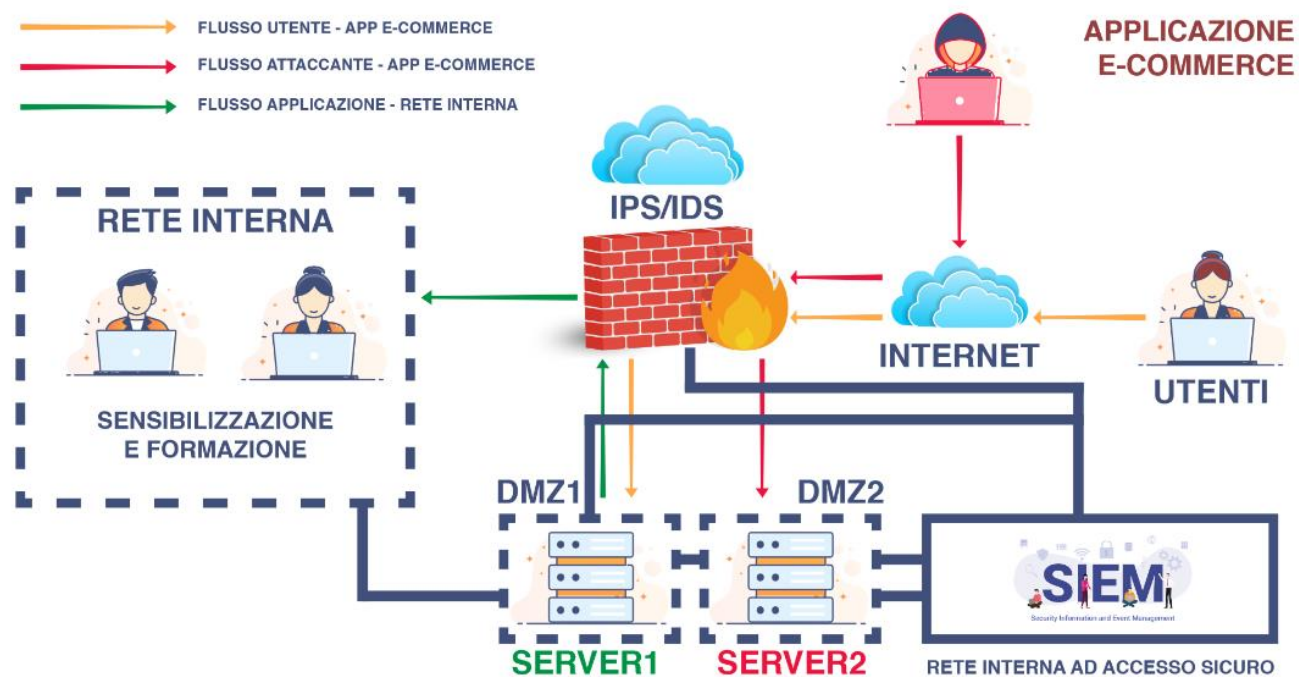 FLUSSO UTENTE - APP E-COMMERCE
FLUSSO ATTACCANTE - APP E-COMMERCE
FLUSSO APPLICAZIONE - RETE INTERNA
APPLICAZIONE
E-COMMERCE
IPS/IDS
RETE INTERNA
INTERNET
UTENTI
SENSIBILIZZAZIONE
E FORMAZIONE
DMZ1
DMZ2
SIEM
Security Information and Event Management
SERVER1
SERVER2
RETE INTERNA AD ACCESSO SICURO